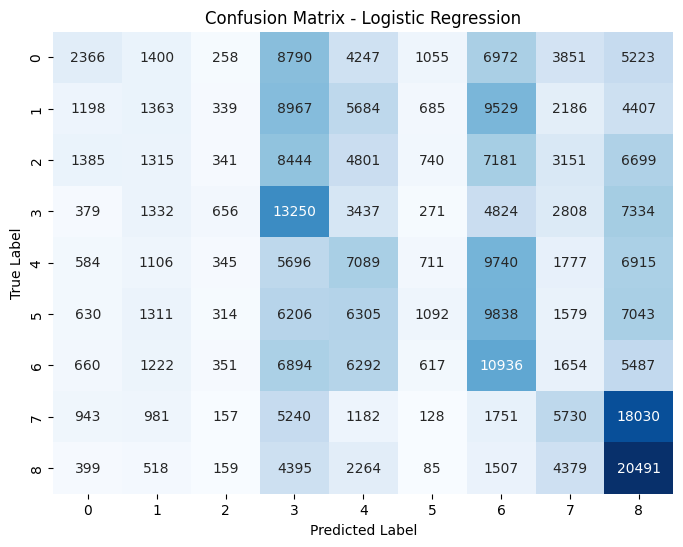 Confusion Matrix - Logistic Regression
0 2366 1400 258 8790 4247 1055 6972 3851 5223
1 1198 1363 339 8967 5684 685 9529 2186 4407
2 1385 1315 341 8444 4801 740 7181 3151 6699
3 379 1332 656 13250 3437 271 4824 2808 7334
4 584 1106 345 5696 7089 711 9740 1777 6915
5 630 1311 314 6206 6305 1092 9838 1579 7043
6 660 1222 351 6894 6292 617 10936 1654 5487
7 943 981 157 5240 1182 128 1751 5730 18030
8 399 518 159 4395 2264 85 1507 4379 20491
0 1 2 3 4 5 6 7 8
True Label
Predicted Label